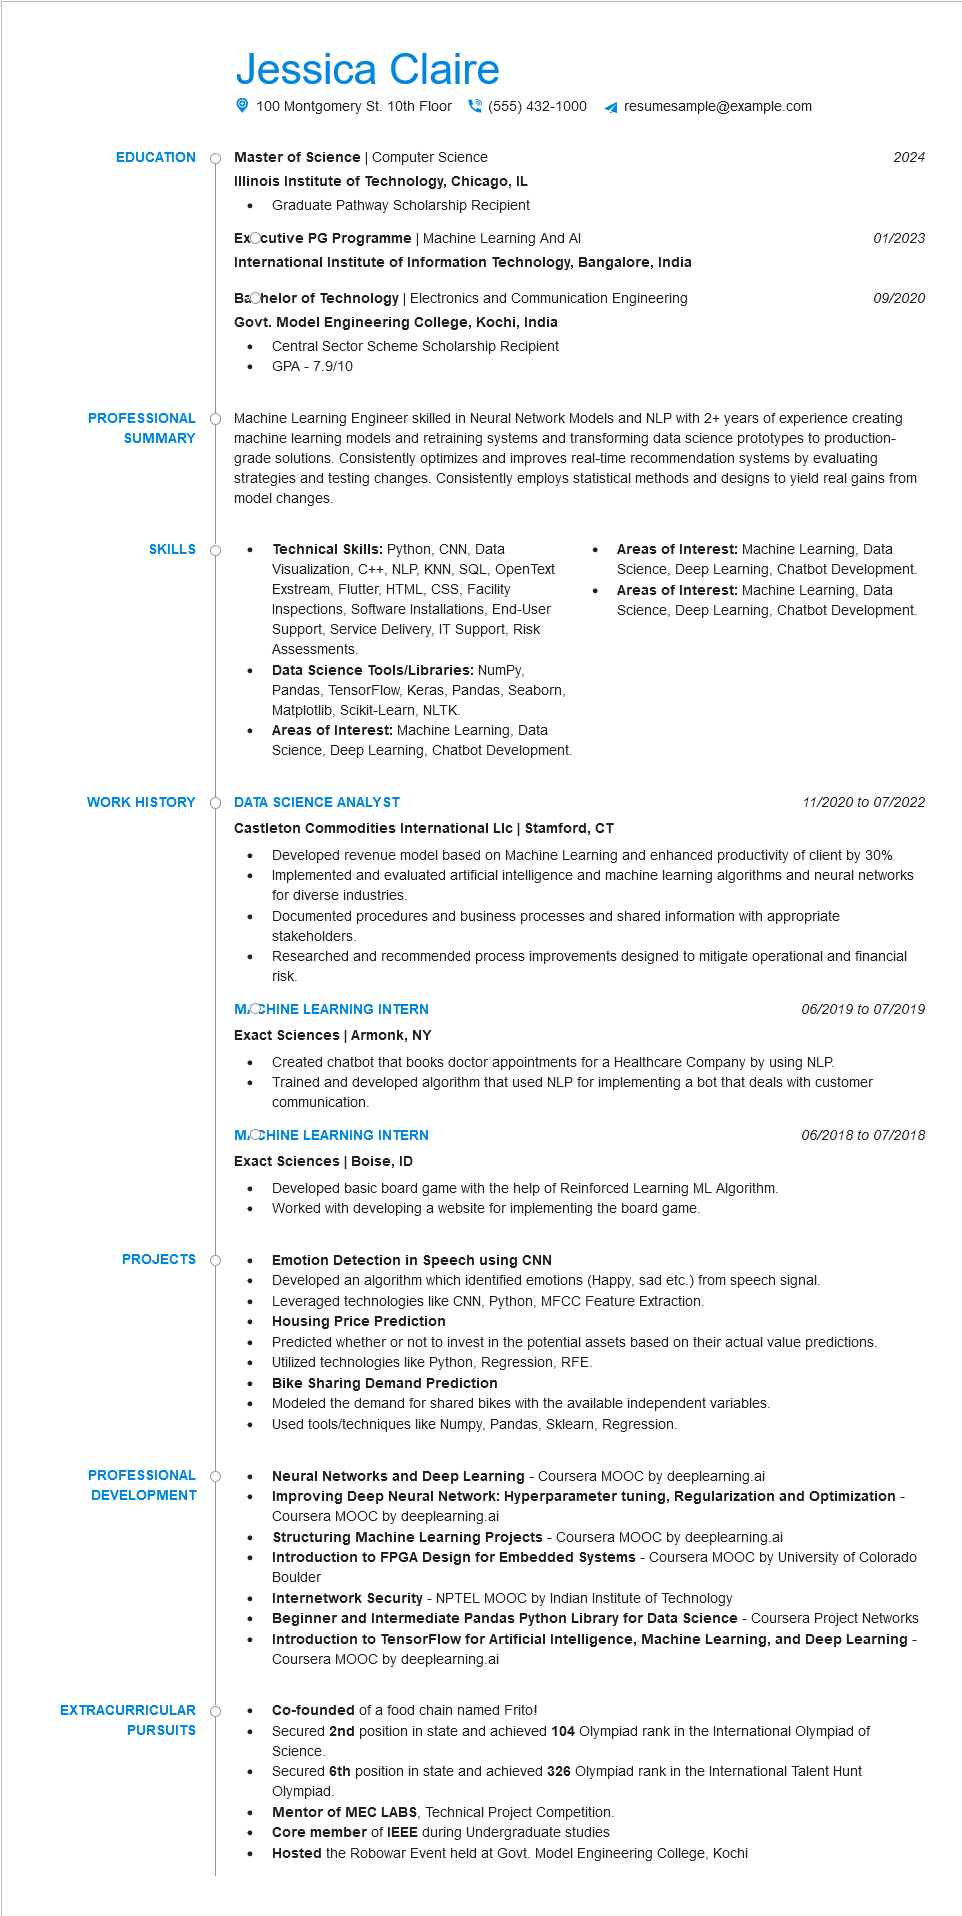 Jessica Claire
100 Montgomery St. 10th Floor (555) 432-1000 resumesample@example.com
EDUCATION
Master of Science | Computer Science 2024
Illinois Institute of Technology, Chicago, IL
• Graduate Pathway Scholarship Recipient
Executive PG Programme | Machine Learning And AI 01/2023
International Institute of Information Technology, Bangalore, India
Bachelor of Technology | Electronics and Communication Engineering 09/2020
Govt. Model Engineering College, Kochi, India
• Central Sector Scheme Scholarship Recipient
• GPA - 7.9/10
PROFESSIONAL
SUMMARY
Machine Learning Engineer skilled in Neural Network Models and NLP with 2+ years of experience creating
machine learning models and retraining systems and transforming data science prototypes to production-
grade solutions. Consistently optimizes and improves real-time recommendation systems by evaluating
strategies and testing changes. Consistently employs statistical methods and designs to yield real gains from
model changes.
SKILLS
• Technical Skills: Python, CNN, Data
Visualization, C++, NLP, KNN, SQL, OpenText
Exstream, Flutter, HTML, CSS, Facility
Inspections, Software Installations, End-User
Support, Service Delivery, IT Support, Risk
Assessments.
• Data Science Tools/Libraries: NumPy,
Pandas, TensorFlow, Keras, Pandas, Seaborn,
Matplotlib, Scikit-Learn, NLTK.
• Areas of Interest: Machine Learning, Data
Science, Deep Learning, Chatbot Development.
• Areas of Interest: Machine Learning, Data
Science, Deep Learning, Chatbot Development.
• Areas of Interest: Machine Learning, Data
Science, Deep Learning, Chatbot Development.
WORK HISTORY
DATA SCIENCE ANALYST 11/2020 to 07/2022
Castleton Commodities International Llc | Stamford, CT
• Developed revenue model based on Machine Learning and enhanced productivity of client by 30%
• Implemented and evaluated artificial intelligence and machine learning algorithms and neural networks
for diverse industries.
• Documented procedures and business processes and shared information with appropriate
stakeholders.
• Researched and recommended process improvements designed to mitigate operational and financial
risk.
MACHINE LEARNING INTERN 06/2019 to 07/2019
Exact Sciences | Armonk, NY
• Created chatbot that books doctor appointments for a Healthcare Company by using NLP.
• Trained and developed algorithm that used NLP for implementing a bot that deals with customer
communication.
MACHINE LEARNING INTERN 06/2018 to 07/2018
Exact Sciences | Boise, ID
• Developed basic board game with the help of Reinforced Learning ML Algorithm.
• Worked with developing a website for implementing the board game.
PROJECTS
• Emotion Detection in Speech using CNN
• Developed an algorithm which identified emotions (Happy, sad etc.) from speech signal.
• Leveraged technologies like CNN, Python, MFCC Feature Extraction.
• Housing Price Prediction
• Predicted whether or not to invest in the potential assets based on their actual value predictions.
• Utilized technologies like Python, Regression, RFE.
• Bike Sharing Demand Prediction
• Modeled the demand for shared bikes with the available independent variables.
• Used tools/techniques like Numpy, Pandas, Sklearn, Regression.
PROFESSIONAL
DEVELOPMENT
• Neural Networks and Deep Learning - Coursera MOOC by deeplearning.ai
• Improving Deep Neural Network: Hyperparameter tuning, Regularization and Optimization -
Coursera MOOC by deeplearning.ai
• Structuring Machine Learning Projects - Coursera MOOC by deeplearning.ai
• Introduction to FPGA Design for Embedded Systems - Coursera MOOC by University of Colorado
Boulder
• Internetwork Security - NPTEL MOOC by Indian Institute of Technology
• Beginner and Intermediate Pandas Python Library for Data Science - Coursera Project Networks
• Introduction to TensorFlow for Artificial Intelligence, Machine Learning, and Deep Learning -
Coursera MOOC by deeplearning.ai
EXTRACURRICULAR
PURSUITS
• Co-founded of a food chain named Frito!
• Secured 2nd position in state and achieved 104 Olympiad rank in the International Olympiad of
Science.
• Secured 6th position in state and achieved 326 Olympiad rank in the International Talent Hunt
Olympiad.
• Mentor of MEC LABS, Technical Project Competition.
• Core member of IEEE during Undergraduate studies
• Hosted the Robowar Event held at Govt. Model Engineering College, Kochi